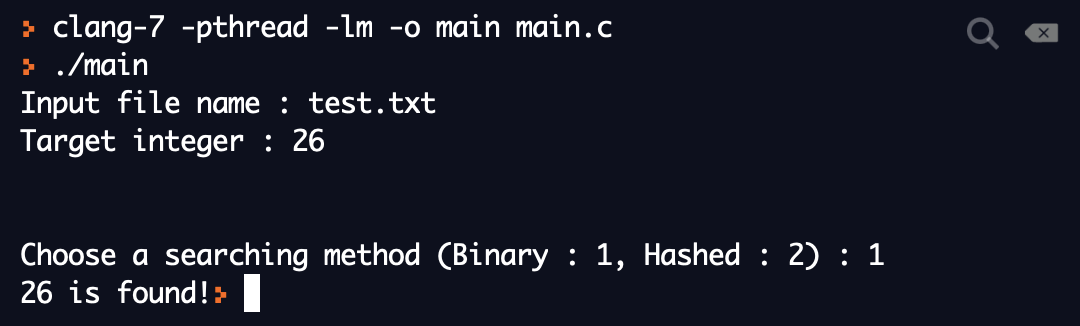 clang-7 -pthread -lm -o main main.c
./main
Input file name : test.txt
Target integer : 26
Choose a searching method (Binary : 1, Hashed : 2) : 1
26 is found!